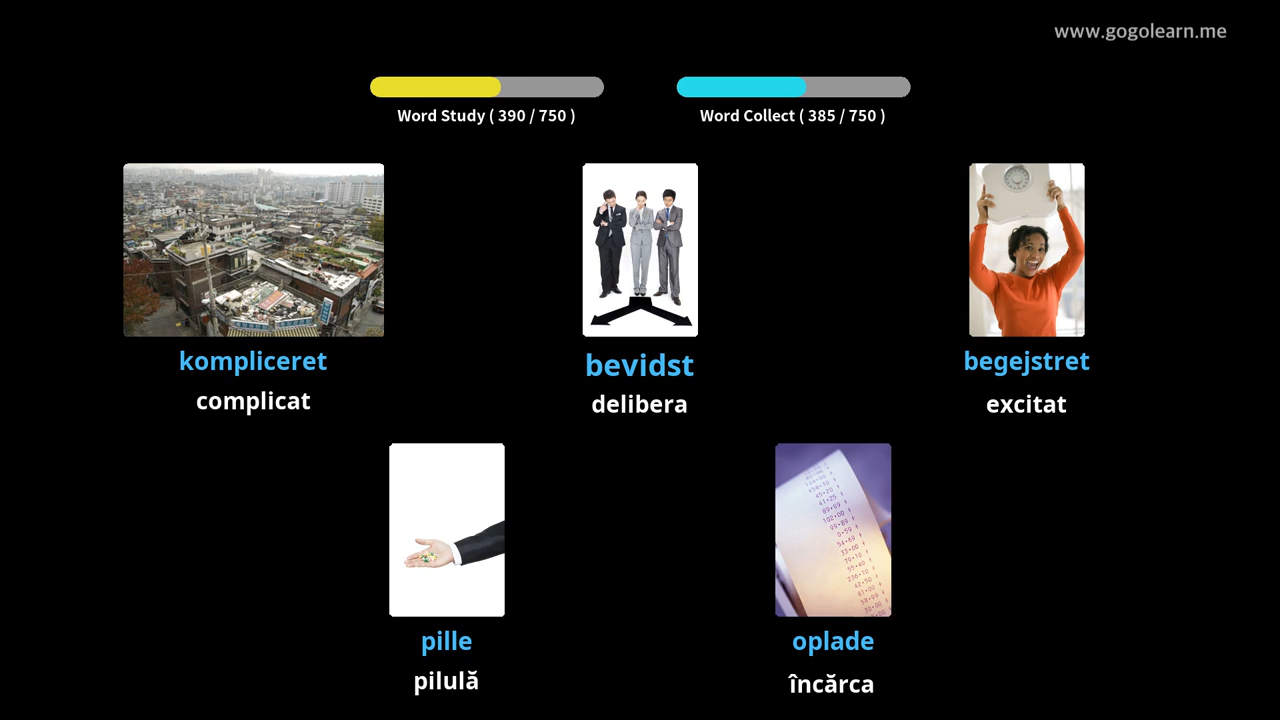 www.gogolearn.me
Word Study ( 390 / 750 )
Word Collect ( 385 / 750 )
kompliceret
complicat
bevidst
delibera
begejstret
excitat
pille
pilulă
oplade
încărca